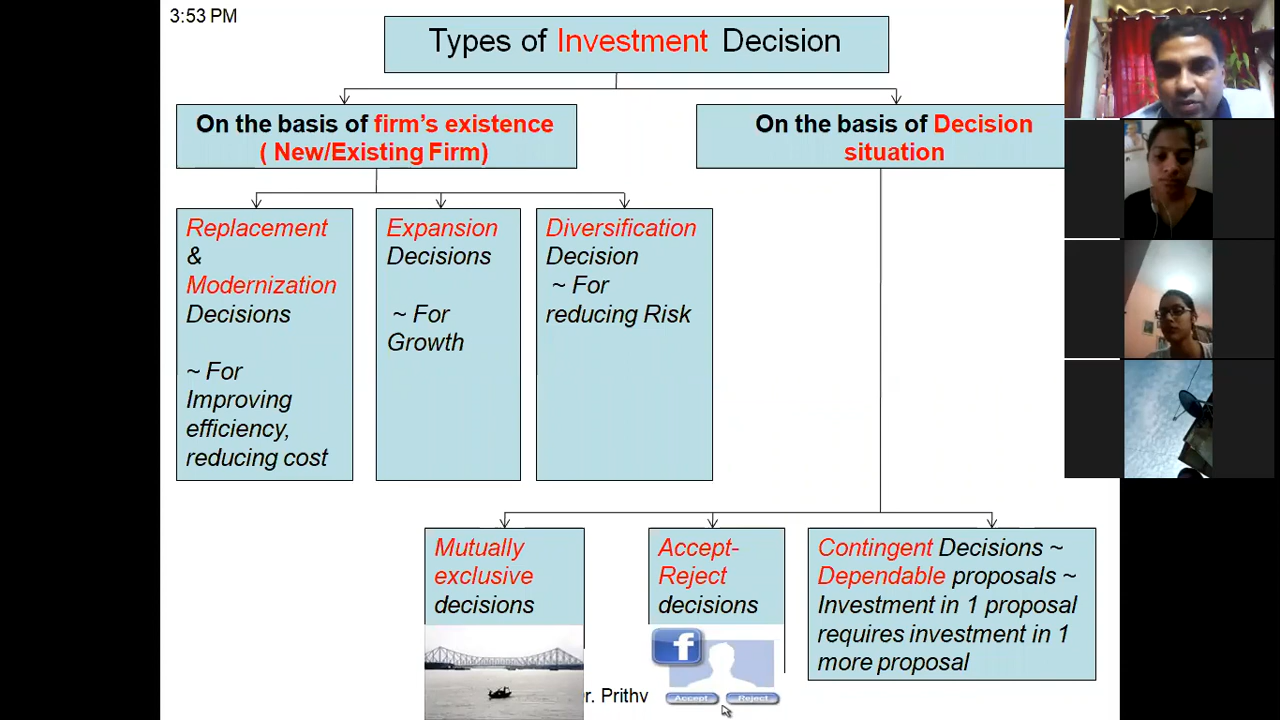 3:53 PM
Types of Investment Decision
On the basis of firm's existence
( New/Existing Firm)
On the basis of Decision
situation
Replacement
&
Modernization
Decisions
~ For
Improving
efficiency,
reducing cost
Expansion
Decisions
~ For
Growth
Diversification
Decision
~ For
reducing Risk
Mutually
exclusive
decisions
Accept-
Reject
decisions
f
Accept Reject
Contingent Decisions ~
Dependable proposals ~
Investment in 1 proposal
requires investment in 1
more proposal
r. Prithv